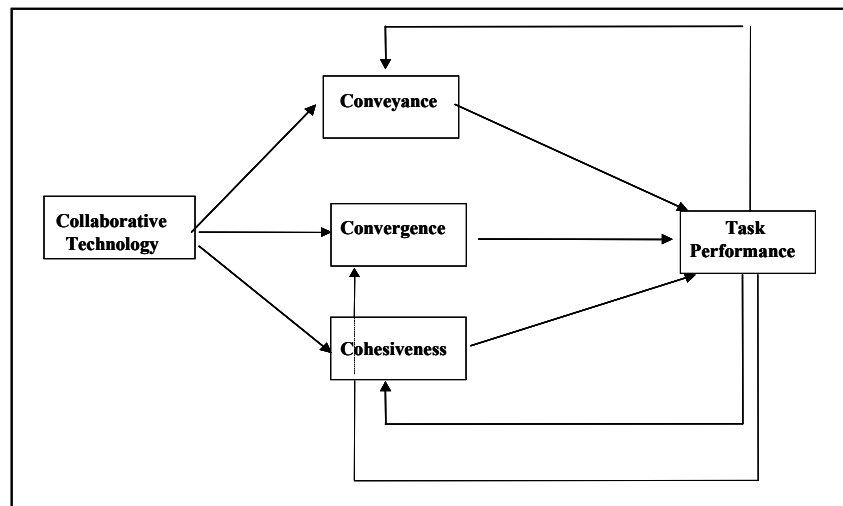 Conveyance
Collaborative
Technology
Convergence
Task
Performance
Cohesiveness